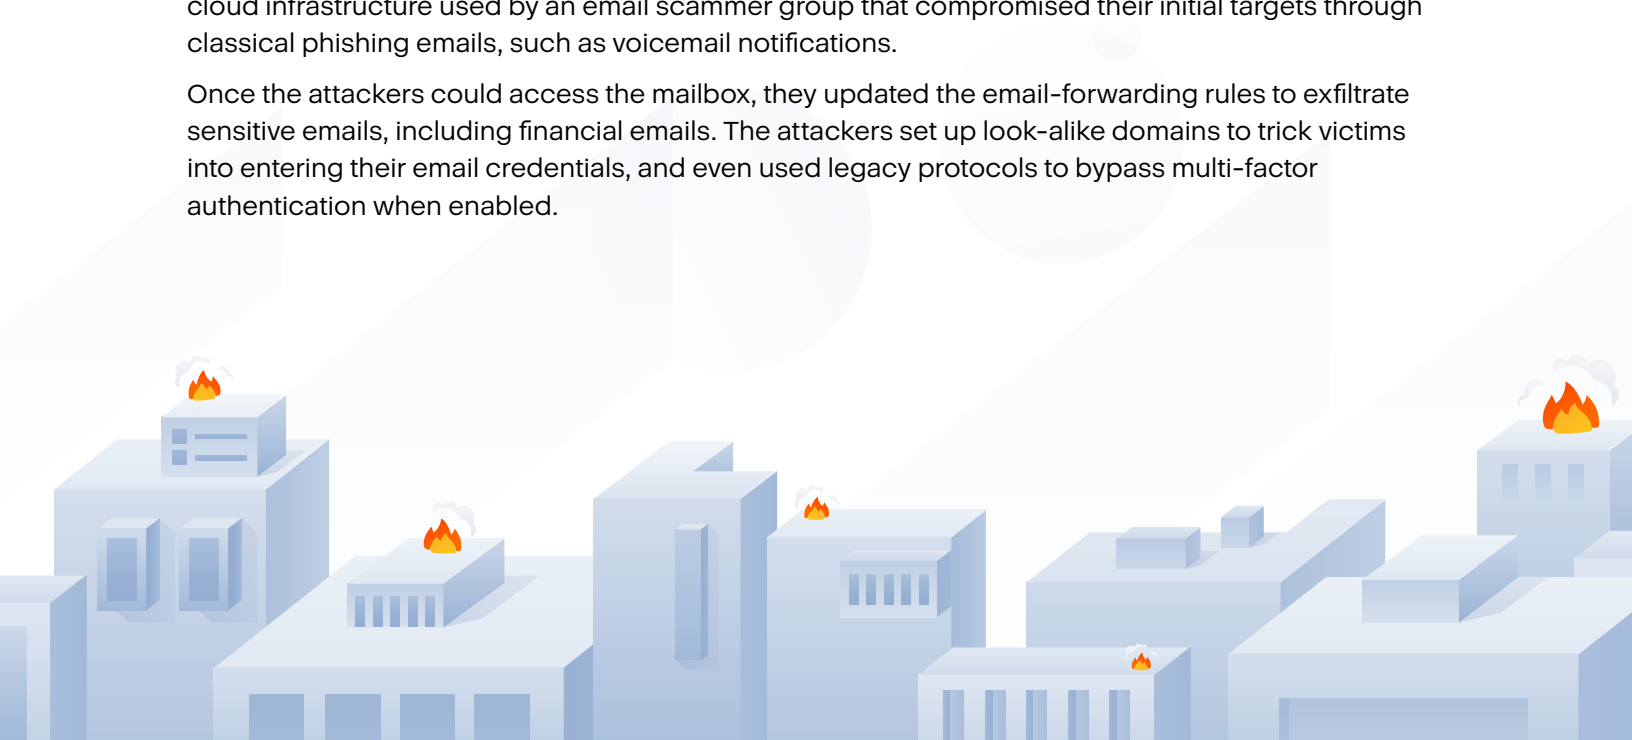 cloud infrastructure used by an email scammer group that compromised their initial targets through
classical phishing emails, such as voicemail notifications.
Once the attackers could access the mailbox, they updated the email-forwarding rules to exfiltrate
sensitive emails, including financial emails. The attackers set up look-alike domains to trick victims
into entering their email credentials, and even used legacy protocols to bypass multi-factor
authentication when enabled.